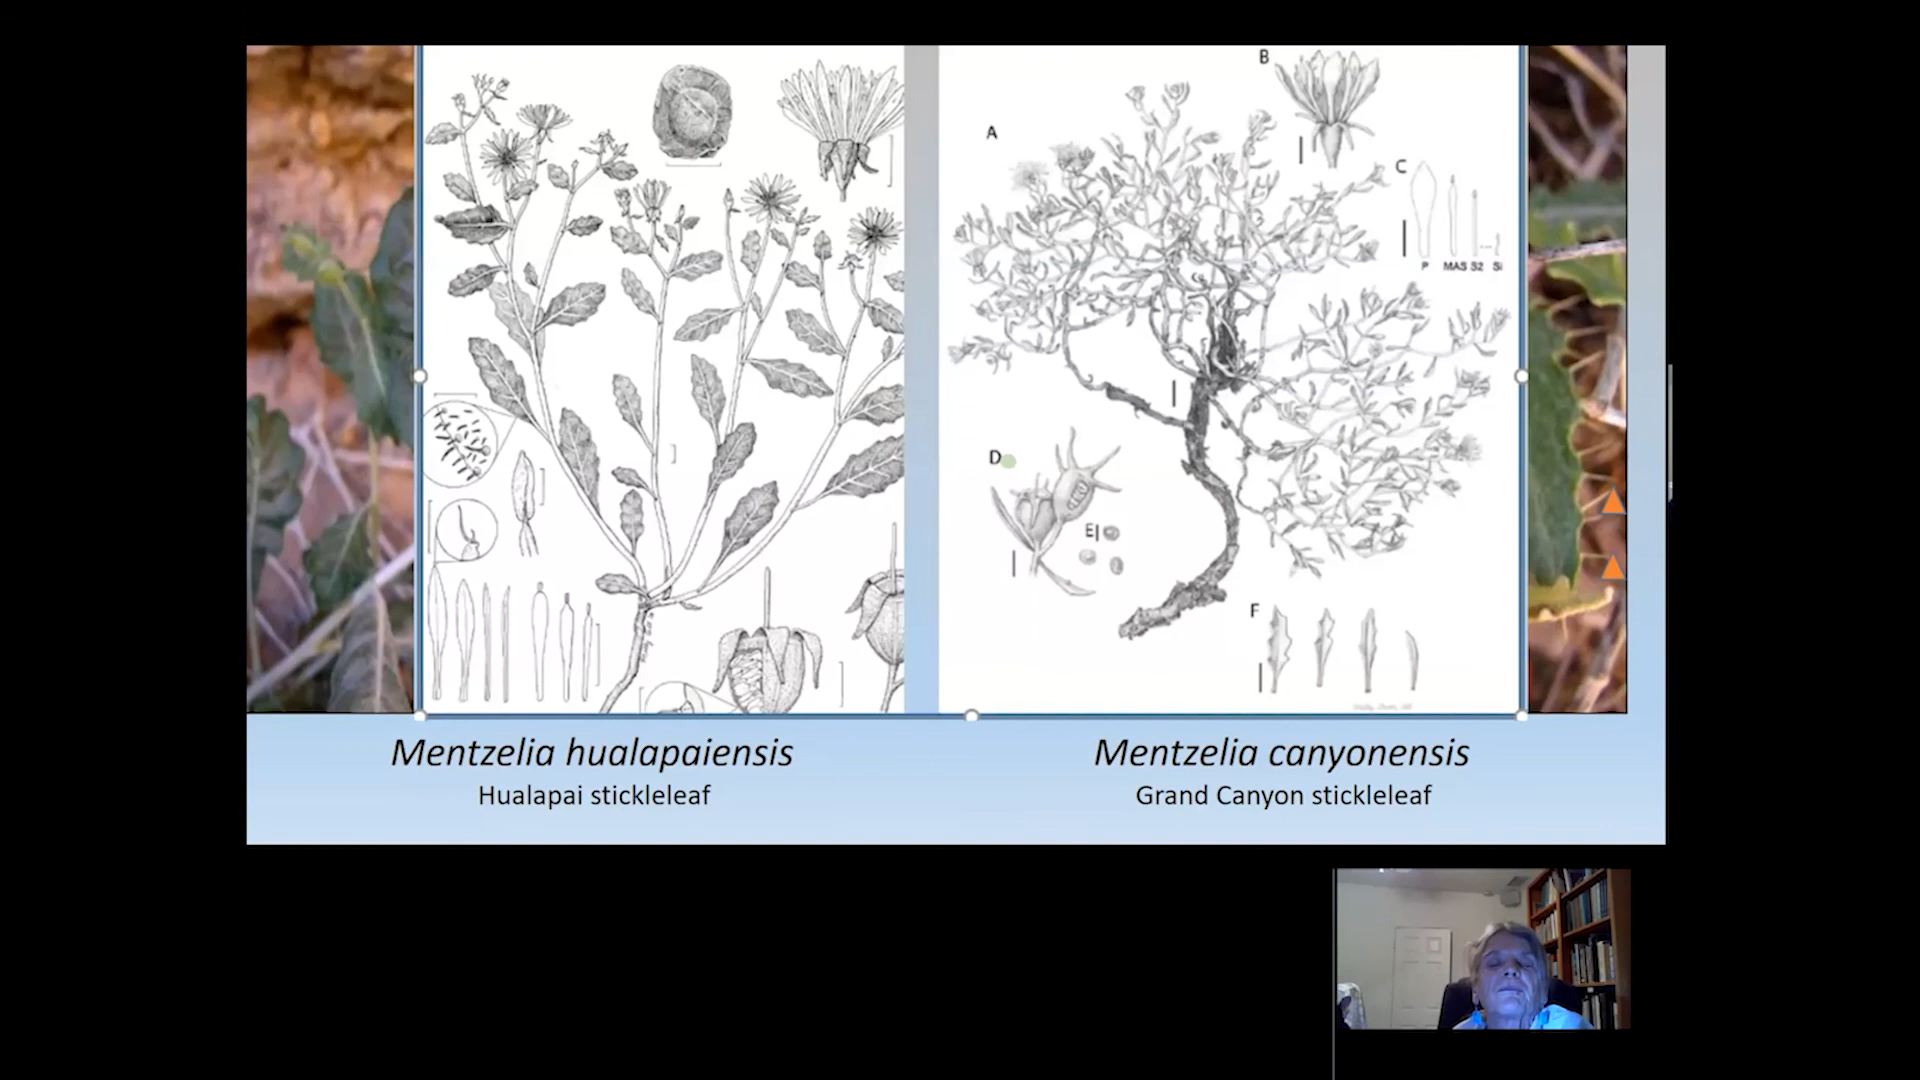 B
A
C
P MAS S2 Si
D
E
F
Mentzelia hualapaiensis
Hualapai stickleleaf
Mentzelia canyonensis
Grand Canyon stickleleaf